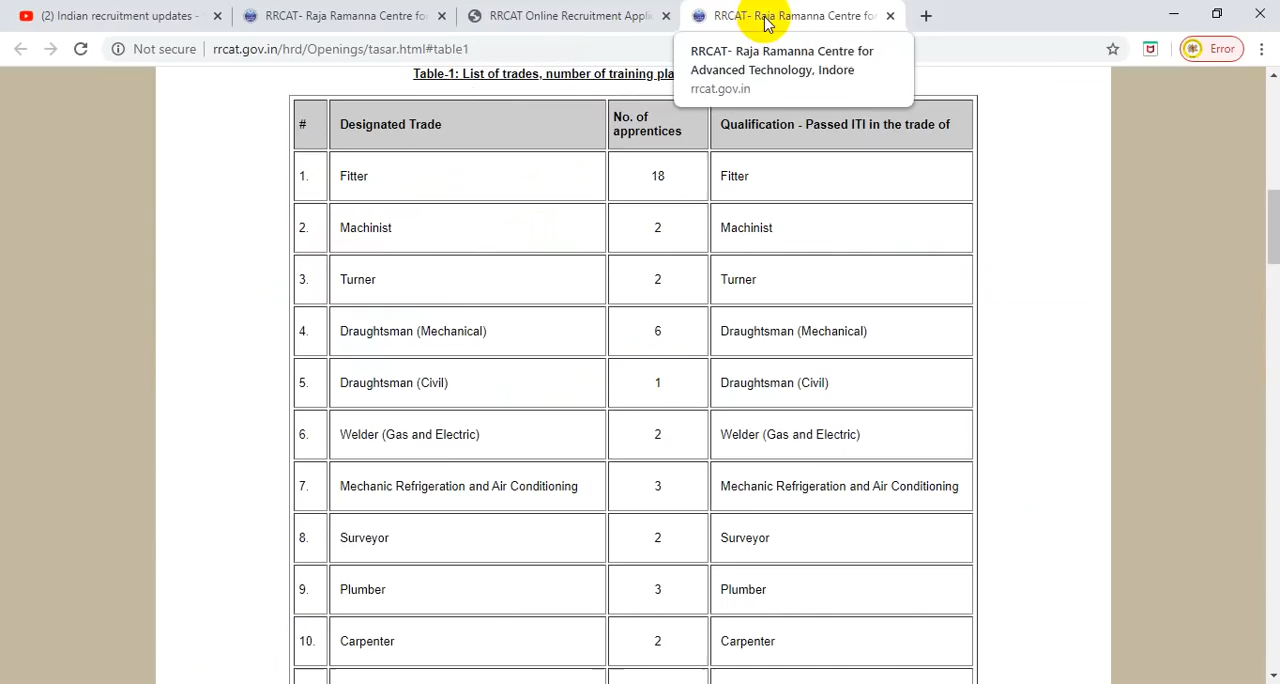 (2) Indian recruitment updates -
RRCAT- Raja Ramanna Centre for
RRCAT Online Recruitment Appli
RRCAT- Raja Ramanna Centre for
Not secure
rrcat.gov.in/hrd/Openings/tasar.html#table1
Error
RRCAT- Raja Ramanna Centre for
Advanced Technology, Indore
rrcat.gov.in
Table-1: List of trades, number of training pla
# Designated Trade No. of apprentices Qualification - Passed ITI in the trade of
1. Fitter 18 Fitter
2. Machinist 2 Machinist
3. Turner 2 Turner
4. Draughtsman (Mechanical) 6 Draughtsman (Mechanical)
5. Draughtsman (Civil) 1 Draughtsman (Civil)
6. Welder (Gas and Electric) 2 Welder (Gas and Electric)
7. Mechanic Refrigeration and Air Conditioning 3 Mechanic Refrigeration and Air Conditioning
8. Surveyor 2 Surveyor
9. Plumber 3 Plumber
10. Carpenter 2 Carpenter